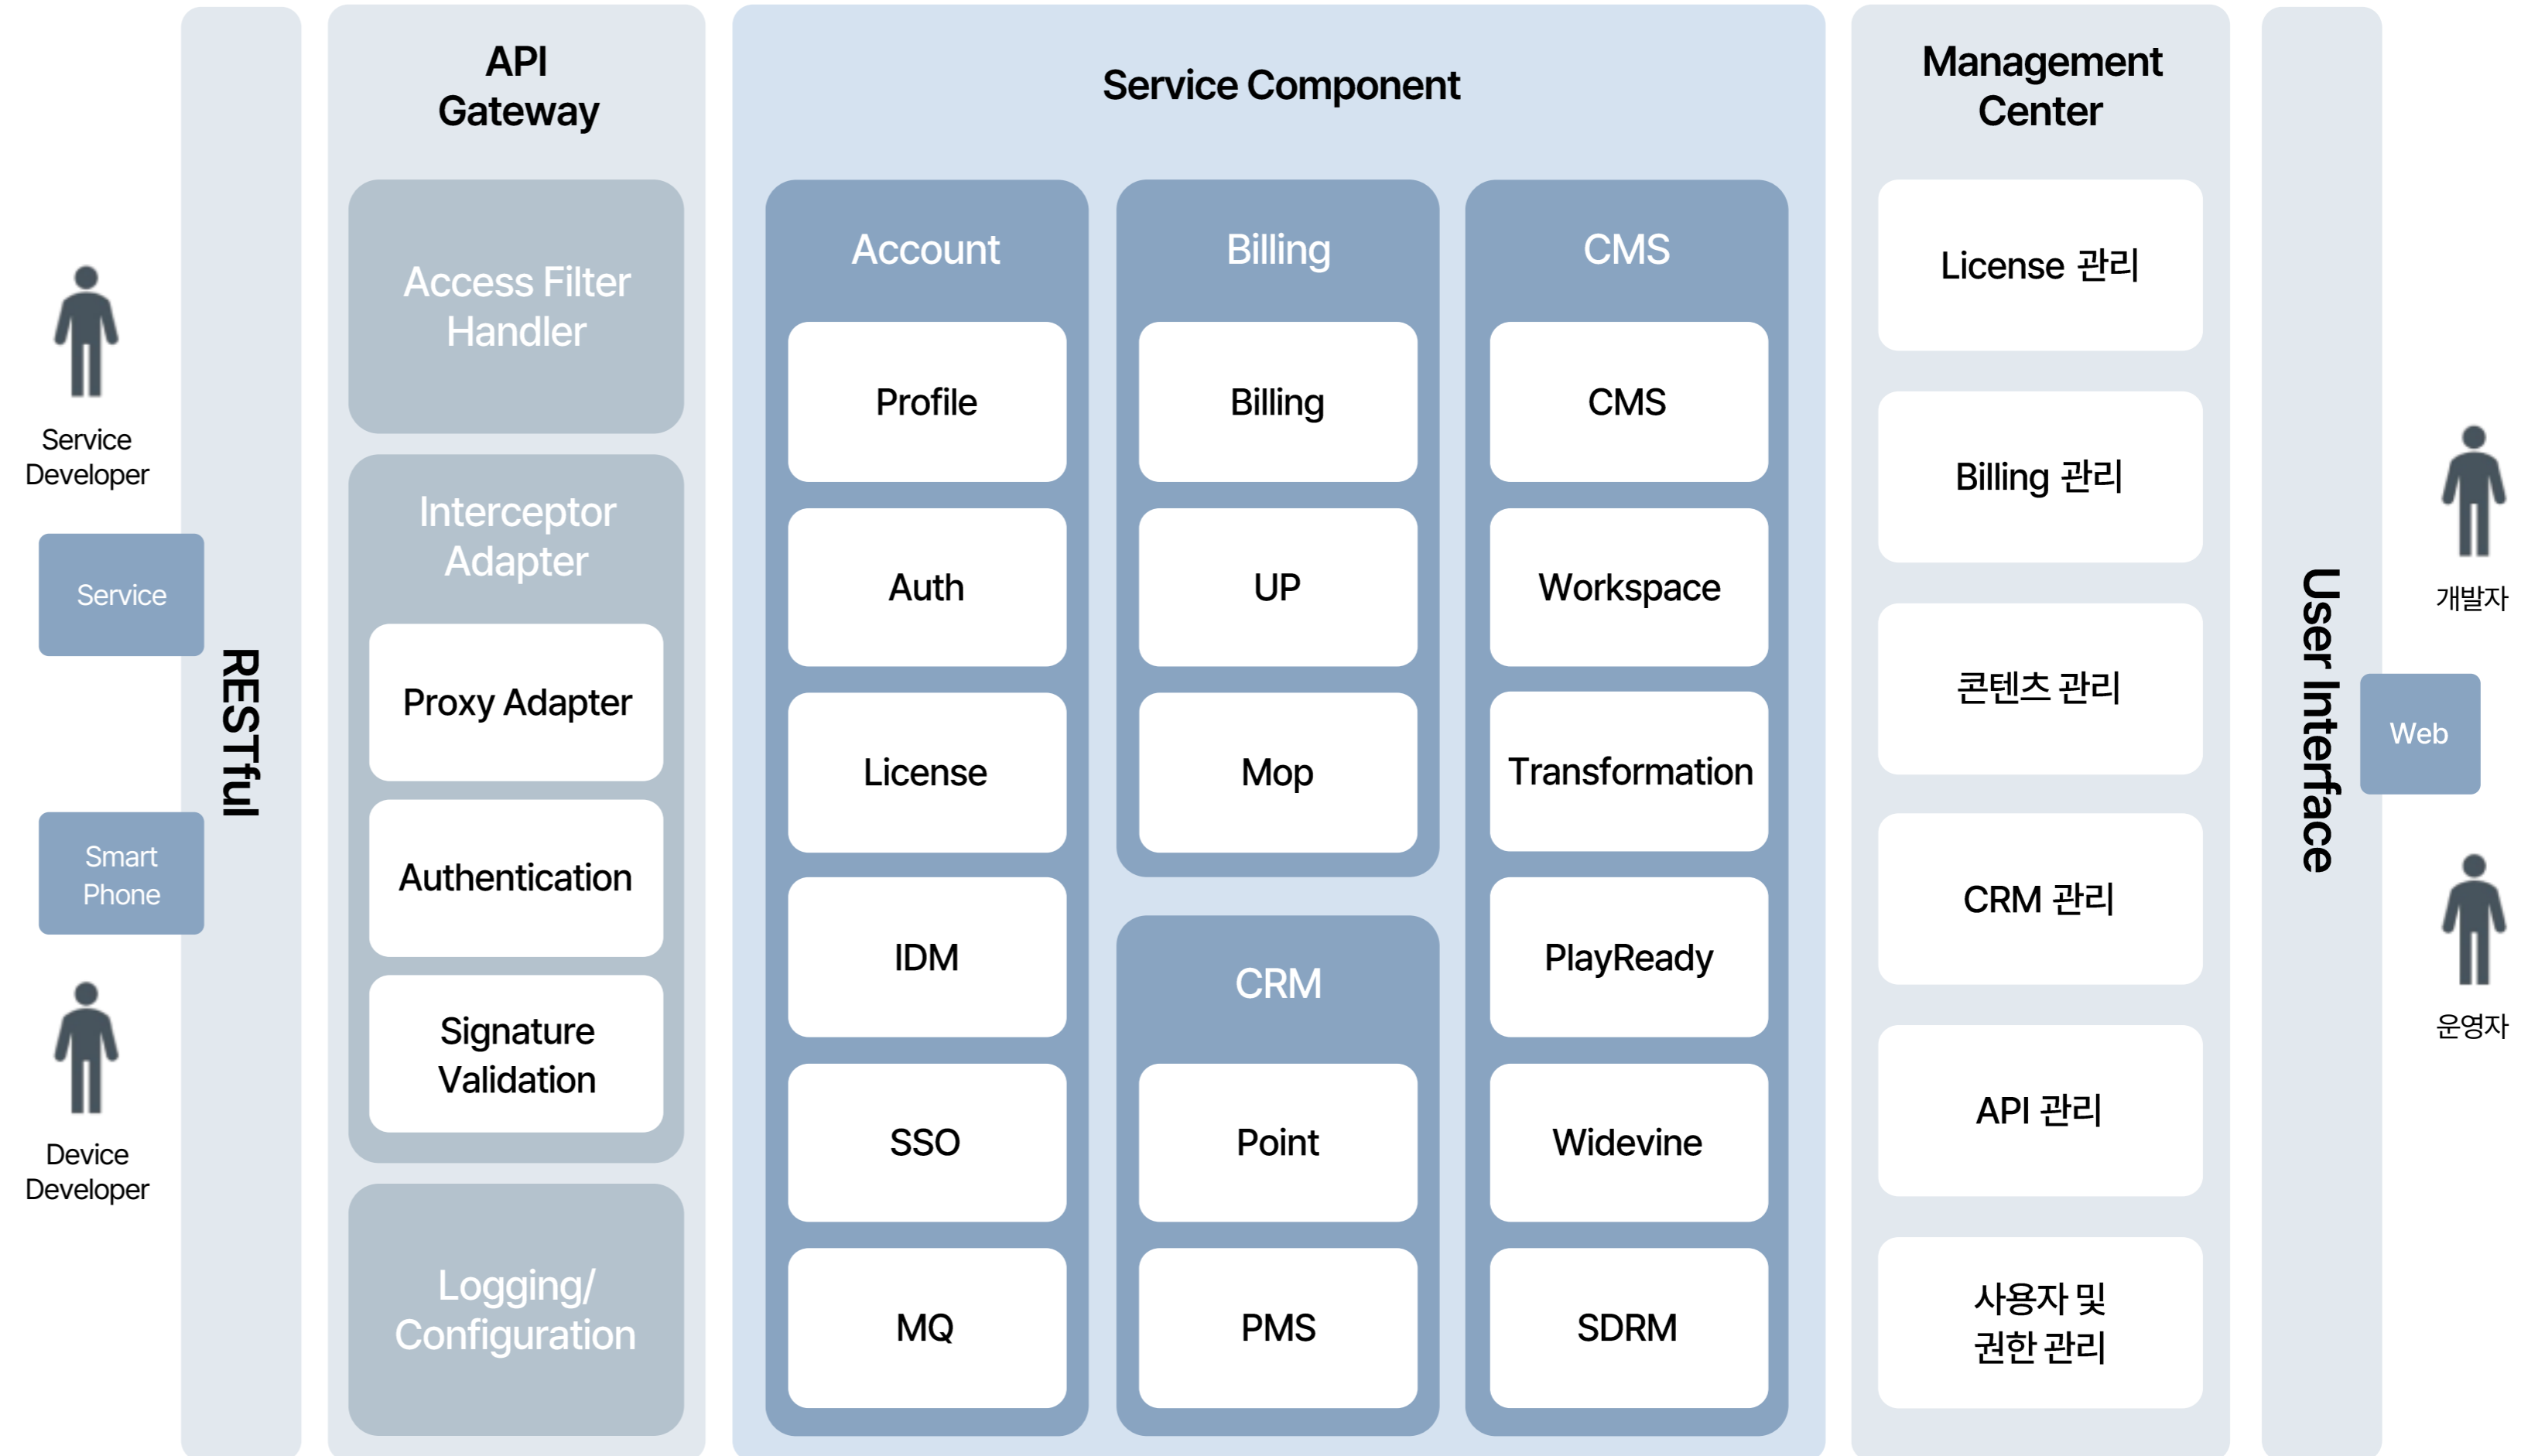 Service
Developer
Service
Smart
Phone
Device
Developer
RESTful
API
Gateway
Access Filter
Handler
Interceptor
Adapter
Proxy Adapter
Authentication
Signature
Validation
Logging/
Configuration
Service Component
Account
Profile
Auth
License
IDM
SSO
MQ
Billing
Billing
UP
Mop
CRM
Point
PMS
CMS
CMS
Workspace
Transformation
PlayReady
Widevine
SDRM
Management
Center
License 관리
Billing 관리
콘텐츠 관리
CRM 관리
API 관리
사용자 및
권한 관리
User Interface
개발자
Web
운영자